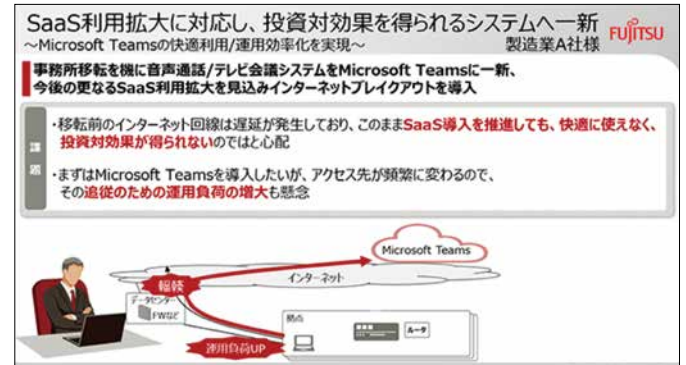 SaaS利用拡大に対応し、投資対効果を得られるシステムへ一新
FUJITSU
~Microsoft Teamsの快適利用/運用効率化を実現~
製造業A社様
事務所移転を機に音声通話/テレビ会議システムをMicrosoft Teamsに一新、
今後の更なるSaaS利用拡大を見込みインターネットブレイクアウトを導入
課題
・移転前のインターネット回線は遅延が発生しており、このままSaaS導入を推進しても、快適に使えなく、
投資対効果が得られないのではと心配
・まずはMicrosoft Teamsを導入したいが、アクセス先が頻繁に変わるので、
その追従のための運用負荷の増大も懸念
Microsoft Teams
インターネット
輻輳
データセンター
FWなど
拠点
ルータ
運用負荷UP